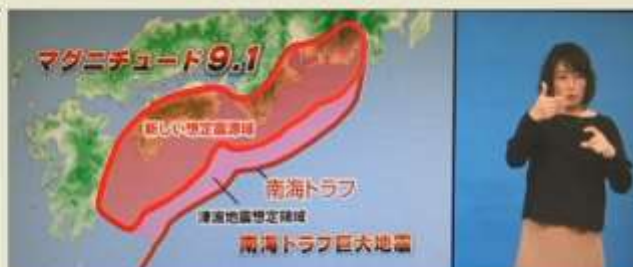 マグニチュード9.1
新しい想定震源域
南海トラフ
津波地震想定領域
南海トラフ巨大地震